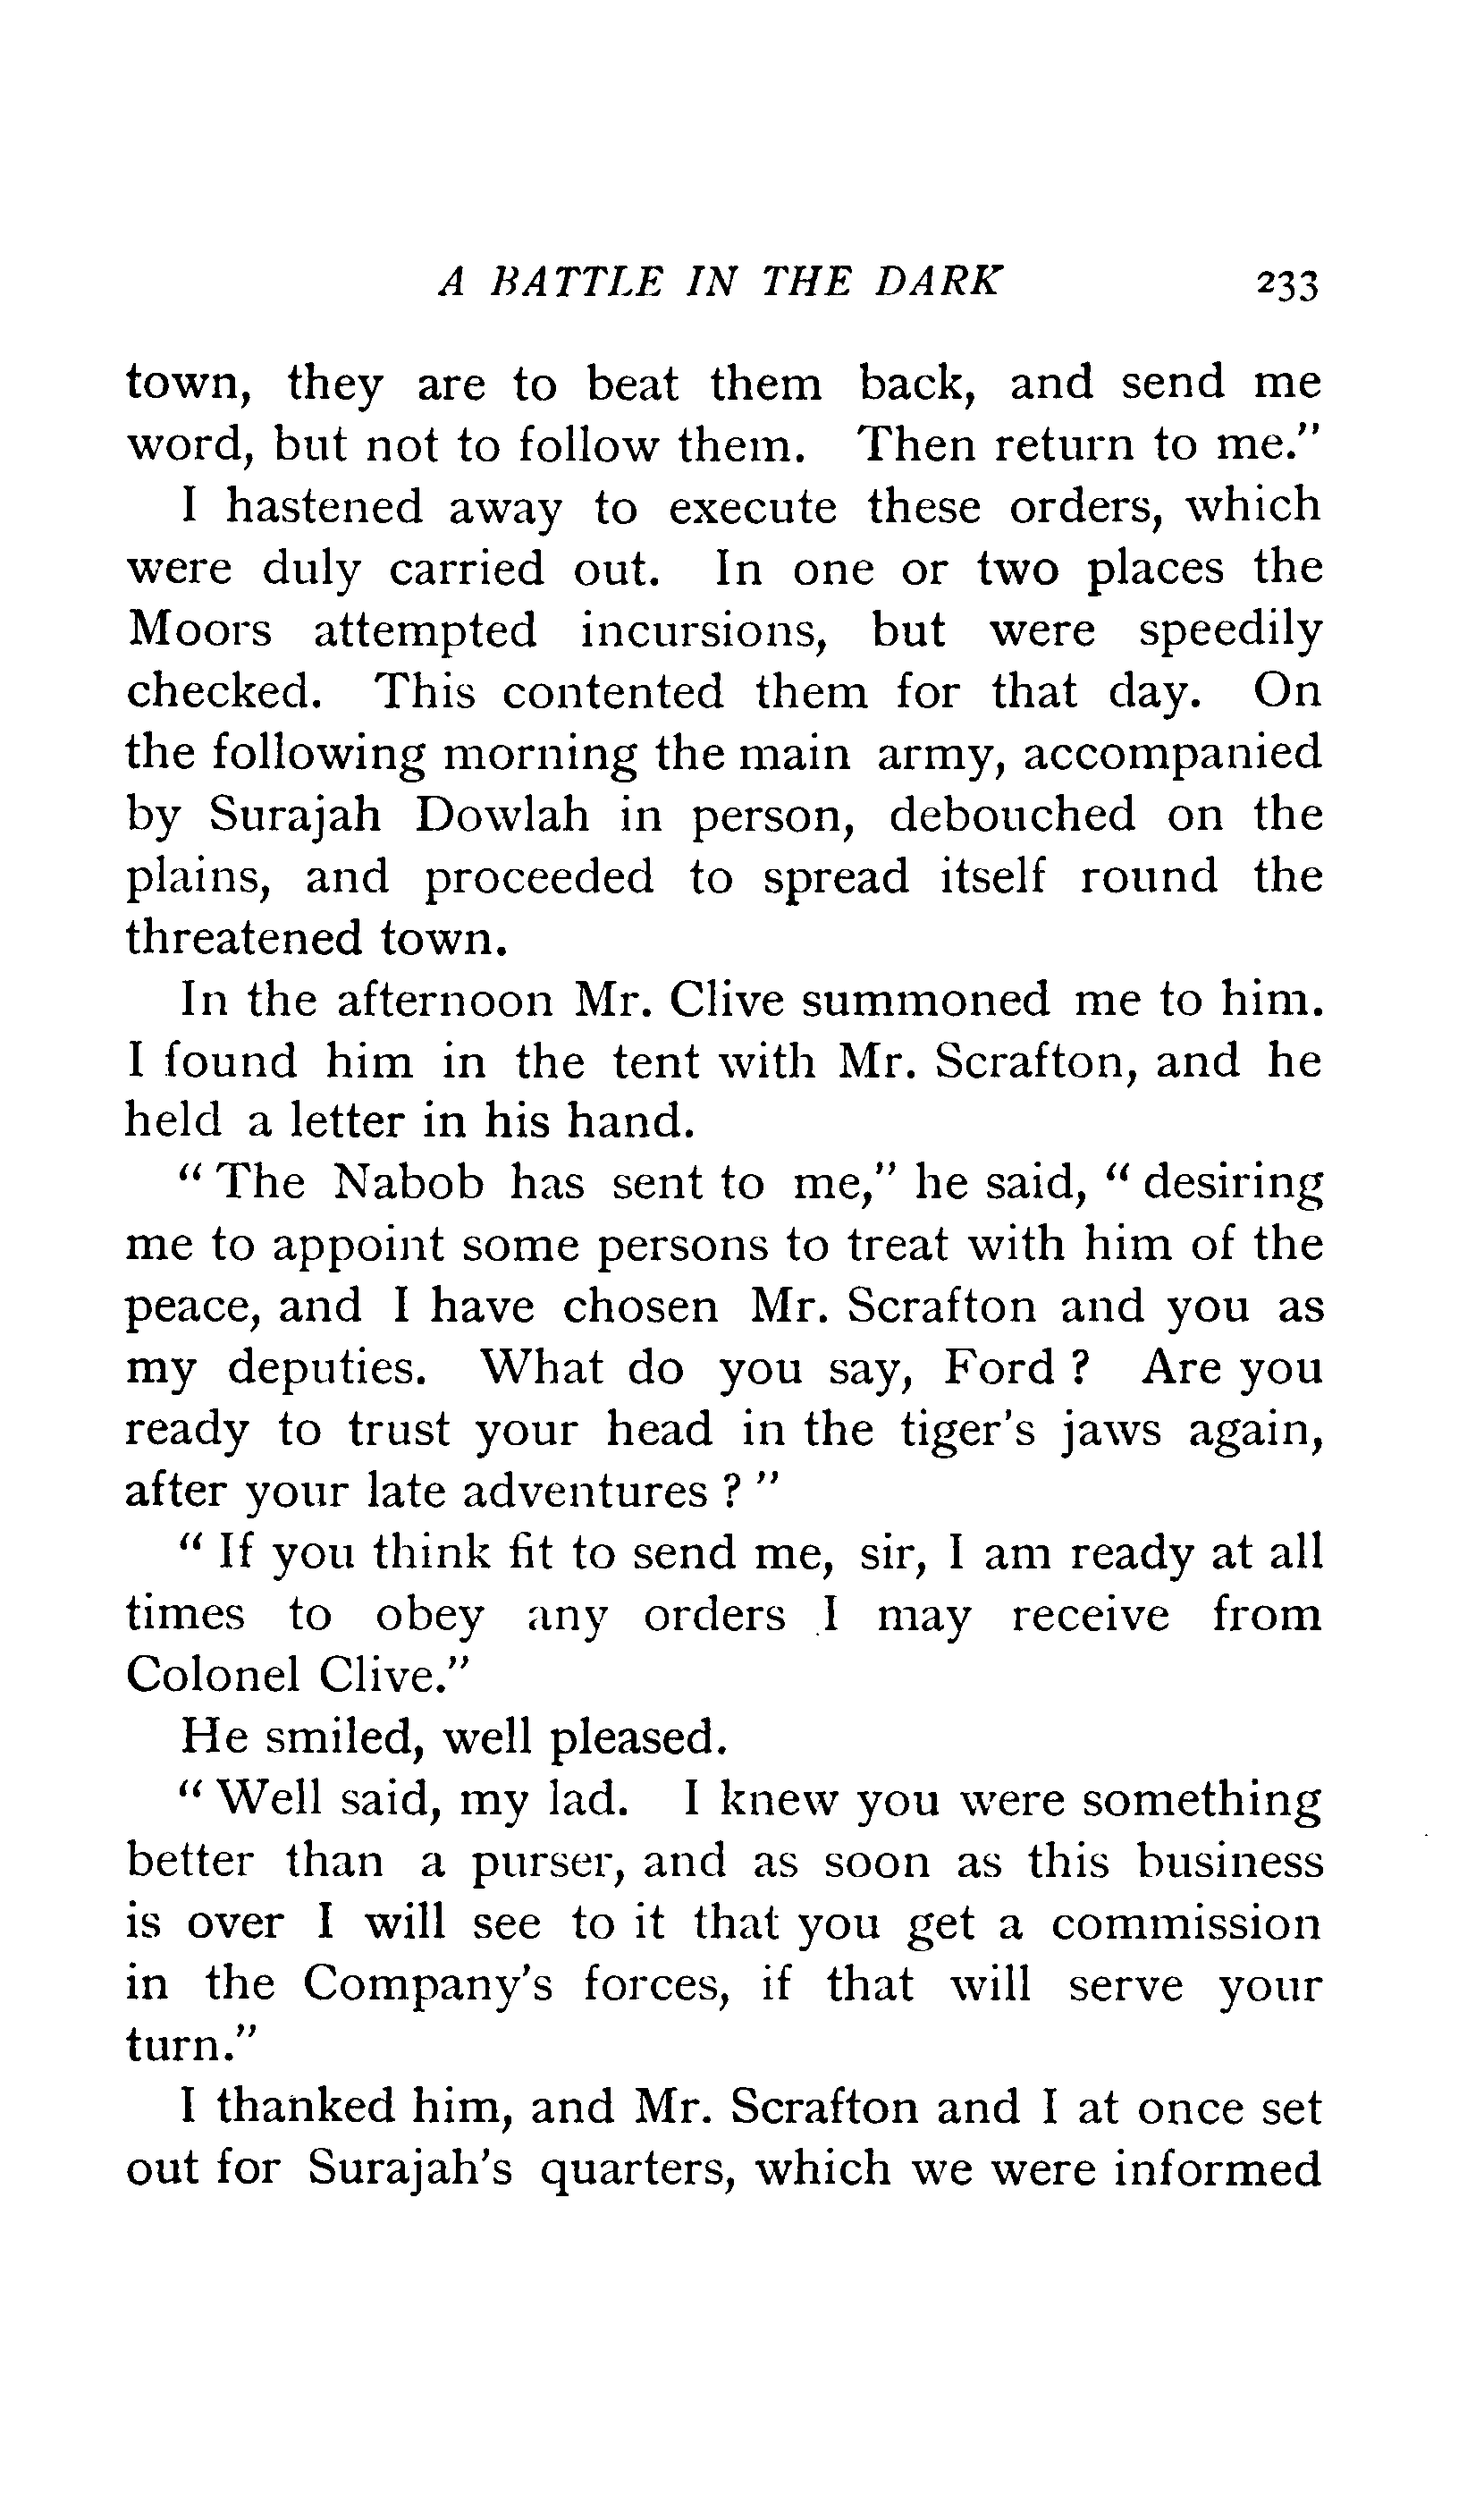 A BATTLE IN THE DARK 233
town, they are to beat them back, and send me
word, but not to follow them. Then return to me."
I hastened away to execute these orders, which
were duly carried out. In one or two places the
Moors attempted incursions, but were speedily
checked. This contented them for that day. On
the following morning the main army, accompanied
by Surajah Dowlah in person, debouched on the
plains, and proceeded to spread itself round the
threatened town.
In the afternoon Mr. Clive summoned me to him.
I found him in the tent with Mr. Scrafton, and he
held a letter in his hand.
" The Nabob has sent to me," he said, " desiring
me to appoint some persons to treat with him of the
peace, and I have chosen Mr. Scrafton and you as
my deputies. What do you say, Ford ? Are you
ready to trust your head in the tiger's jaws again,
after your late adventures ? "
" If you think fit to send me, sir, I am ready at all
times to obey any orders I may receive from
Colonel Clive."
He smiled, well pleased.
" Well said, my lad. I knew you were something
better than a purser, and as soon as this business
is over I will see to it that you get a commission
in the Company's forces, if that will serve your
turn."
I thanked him, and Mr. Scrafton and I at once set
out for Surajah's quarters, which we were informed